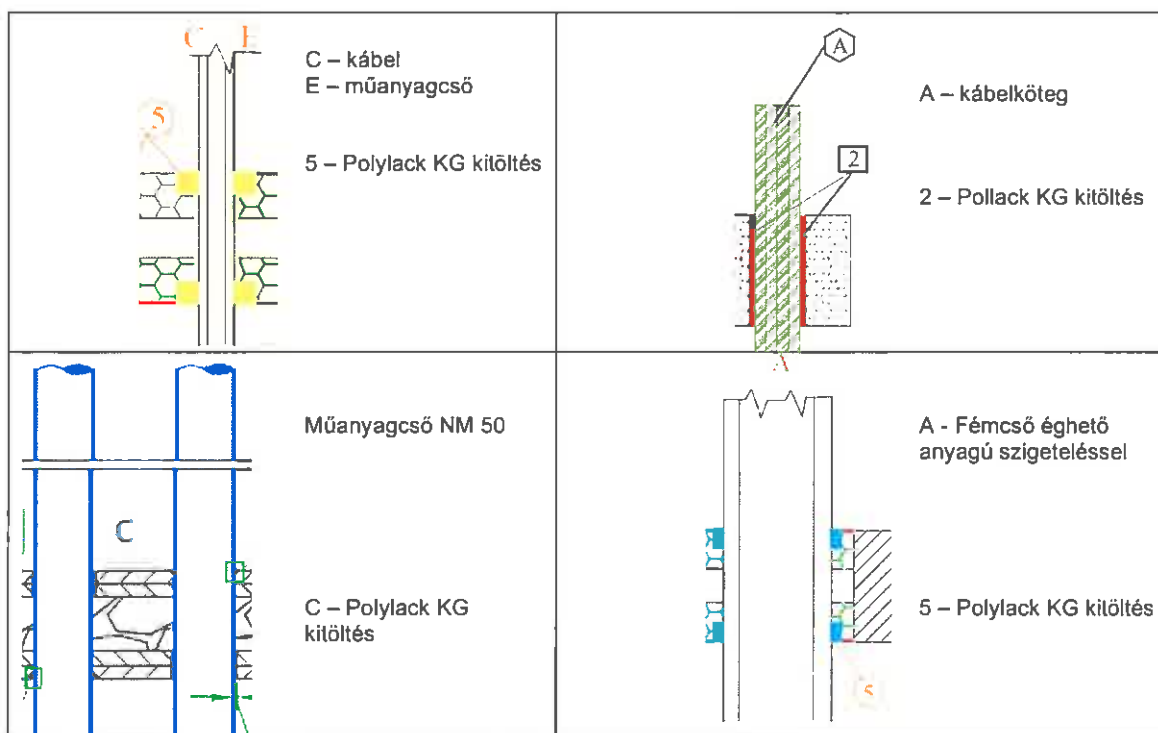 C E
C – kábel
E – műanyagcső
5
5 – Polylack KG kitöltés
A
A – kábelköteg
2
2 – Pollack KG kitöltés
Műanyagcső NM 50
C
C – Polylack KG
kitöltés
A
A - Fémcső éghető
anyagú szigeteléssel
5 – Polylack KG kitöltés
5